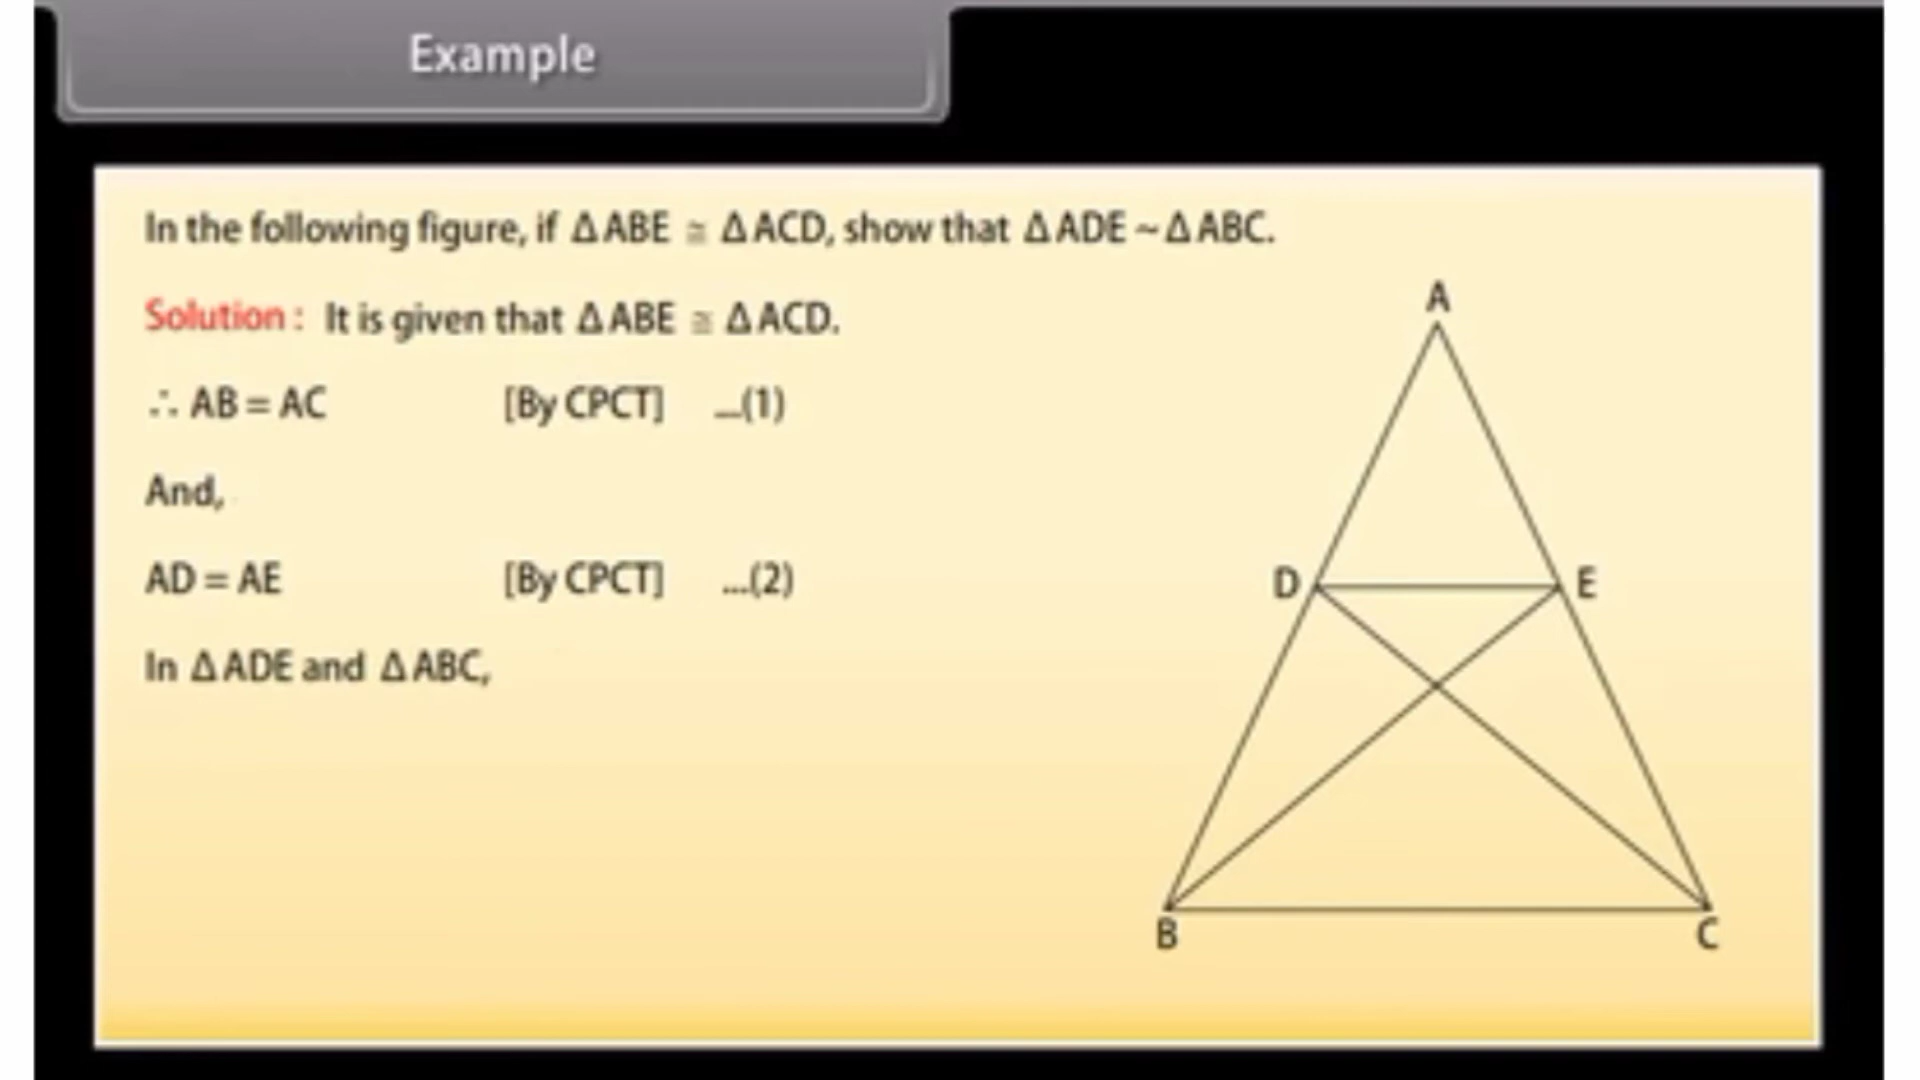 Example
In the following figure, if ΔABE ≅ ΔACD, show that ΔADE ~ ΔABC.
Solution : It is given that ΔABE ≅ ΔACD.
∴ AB = AC [By CPCT] ...(1)
And,
AD = AE [By CPCT] ...(2)
In ΔADE and ΔABC,
A
D E
B C